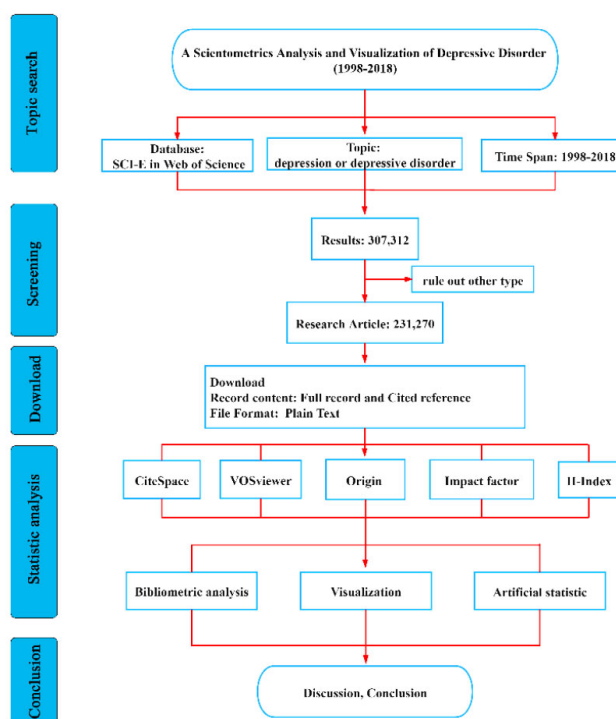 Topic search
A Scientometrics Analysis and Visualization of Depressive Disorder
(1998-2018)
Database:
SCI-E in Web of Science
Topic:
depression or depressive disorder
Time Span: 1998-2018
Screening
Results: 307,312
rule out other type
Research Article: 231,270
Download
Download
Record content: Full record and Cited reference
File Format: Plain Text
Statistic analysis
CiteSpace
VOSviewer
Origin
Impact factor
H-Index
Bibliometric analysis
Visualization
Artificial statistic
Conclusion
Discussion, Conclusion